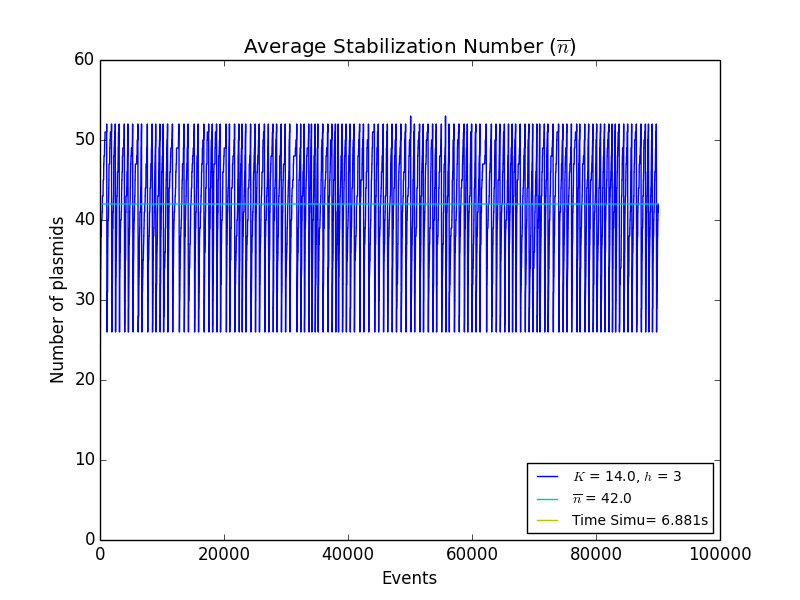 Average Stabilization Number (n̅)
60
50
40
30
20
10
0
Number of plasmids
0 20000 40000 60000 80000 100000
Events
K = 14.0, h = 3
n̅ = 42.0
Time Simu= 6.881s